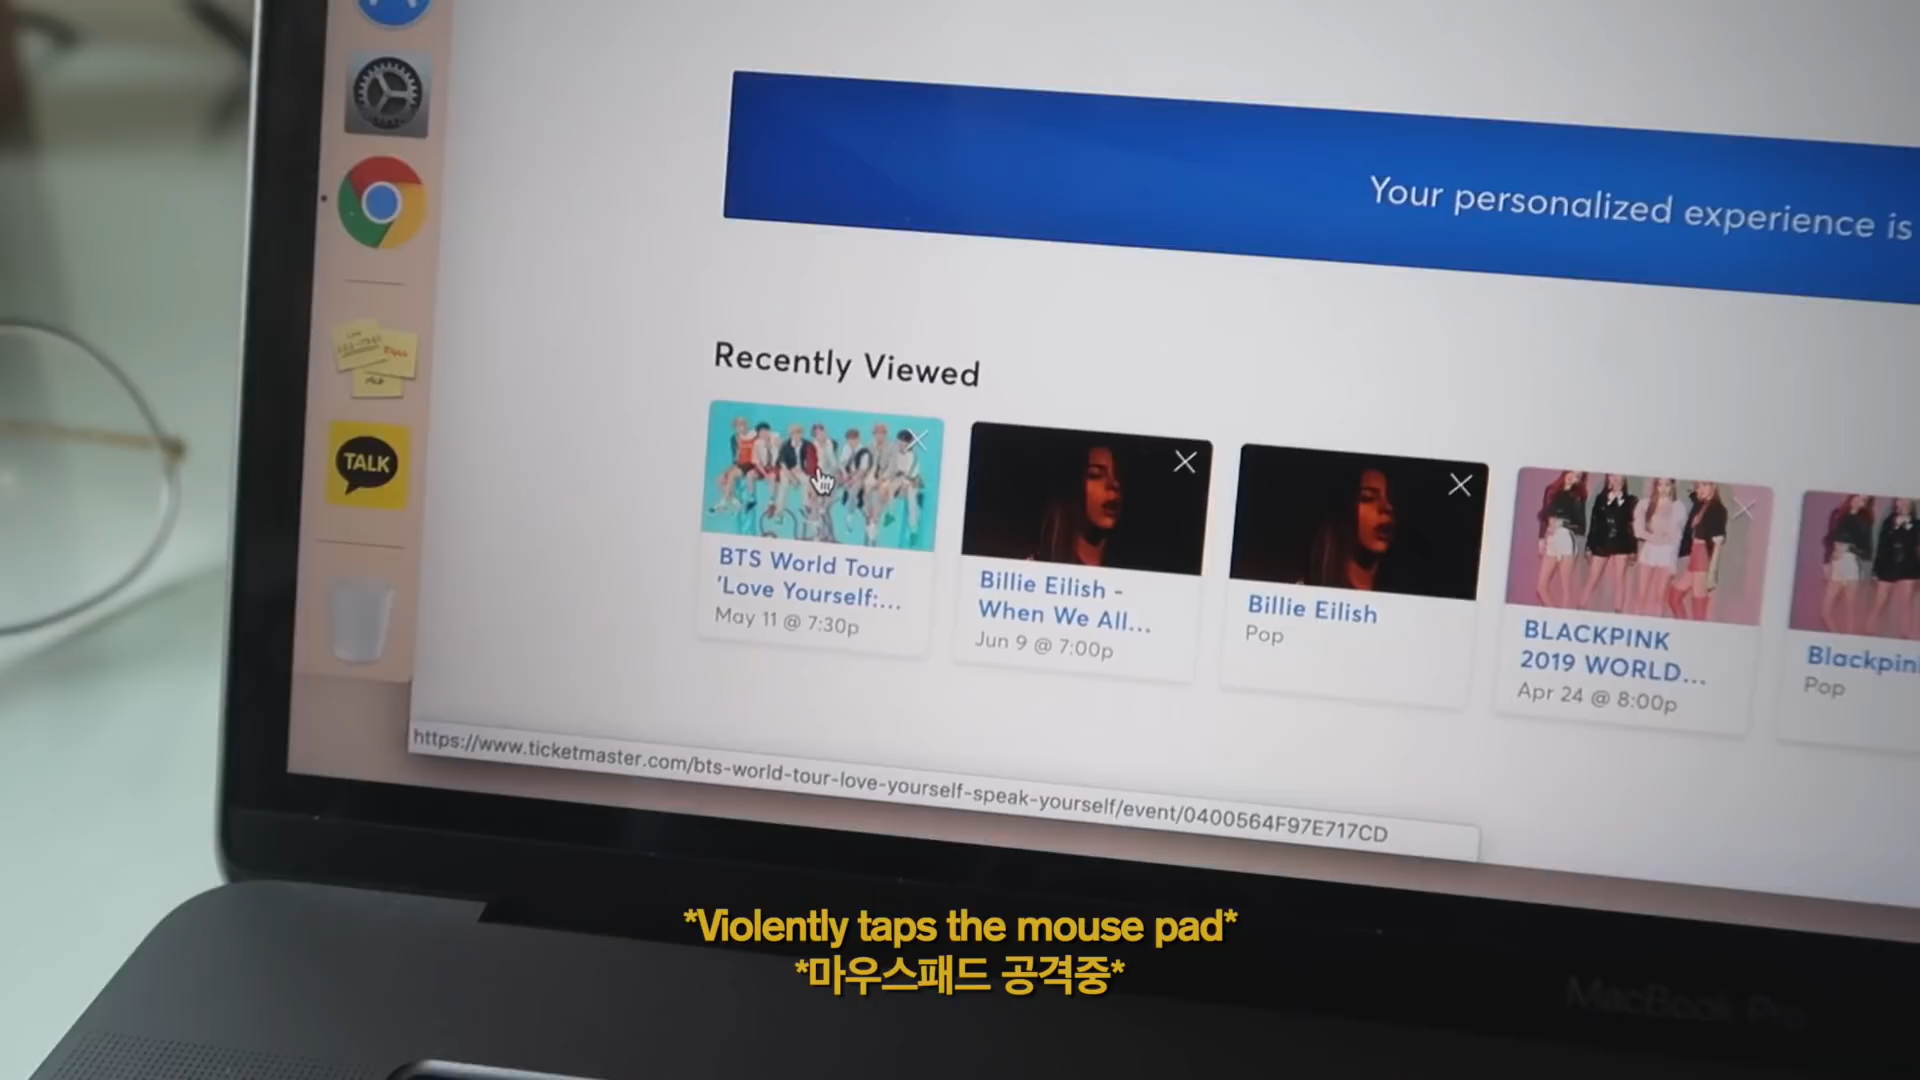 Your personalized experience is
Recently Viewed
TALK
BTS World Tour
'Love Yourself:...
May 11 @ 7:30p
Billie Eilish -
When We All...
Jun 9 @ 7:00p
Billie Eilish
Pop
BLACKPINK
2019 WORLD...
Apr 24 @ 8:00p
Blackpin
Pop
https://www.ticketmaster.com/bts-world-tour-love-yourself-speak-yourself/event/0400564F97E717CD
*Violently taps the mouse pad*
*마우스패드 공격중*
MacBook Pro